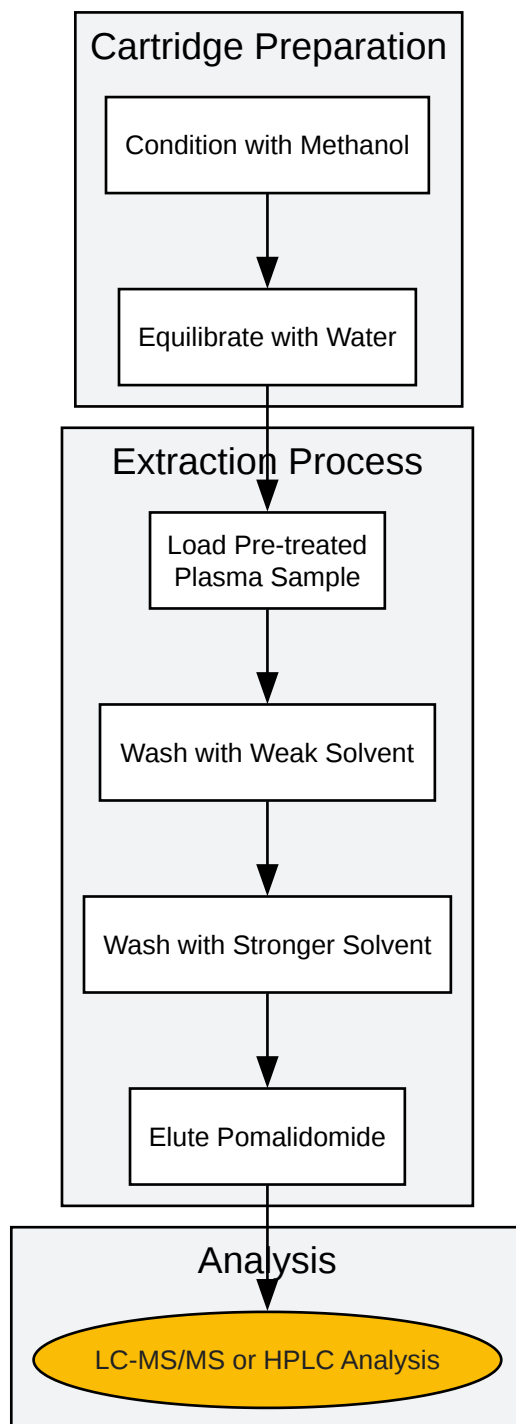 Cartridge Preparation
Condition with Methanol
Equilibrate with Water
Extraction Process
Load Pre-treated
Plasma Sample
Wash with Weak Solvent
Wash with Stronger Solvent
Elute Pomalidomide
Analysis
LC-MS/MS or HPLC Analysis